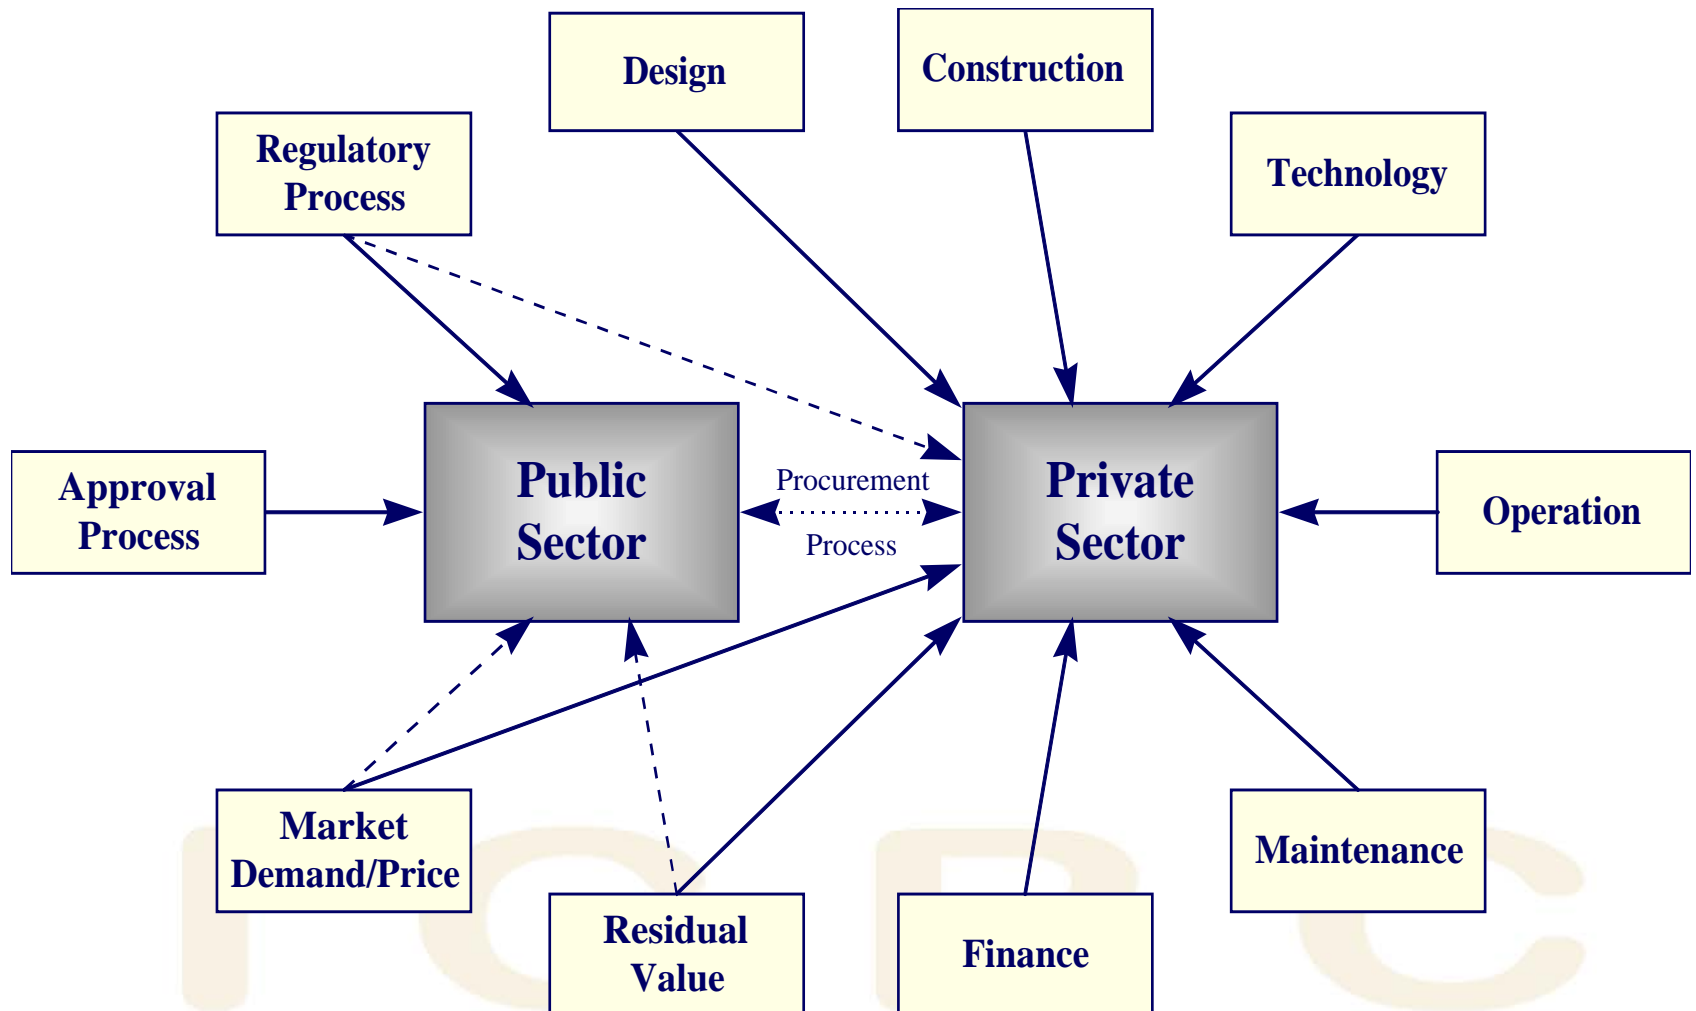 Design
Construction
Regulatory
Process
Technology
Approval
Process
Public
Sector
Procurement
Process
Private
Sector
Operation
Market
Demand/Price
Residual
Value
Finance
Maintenance